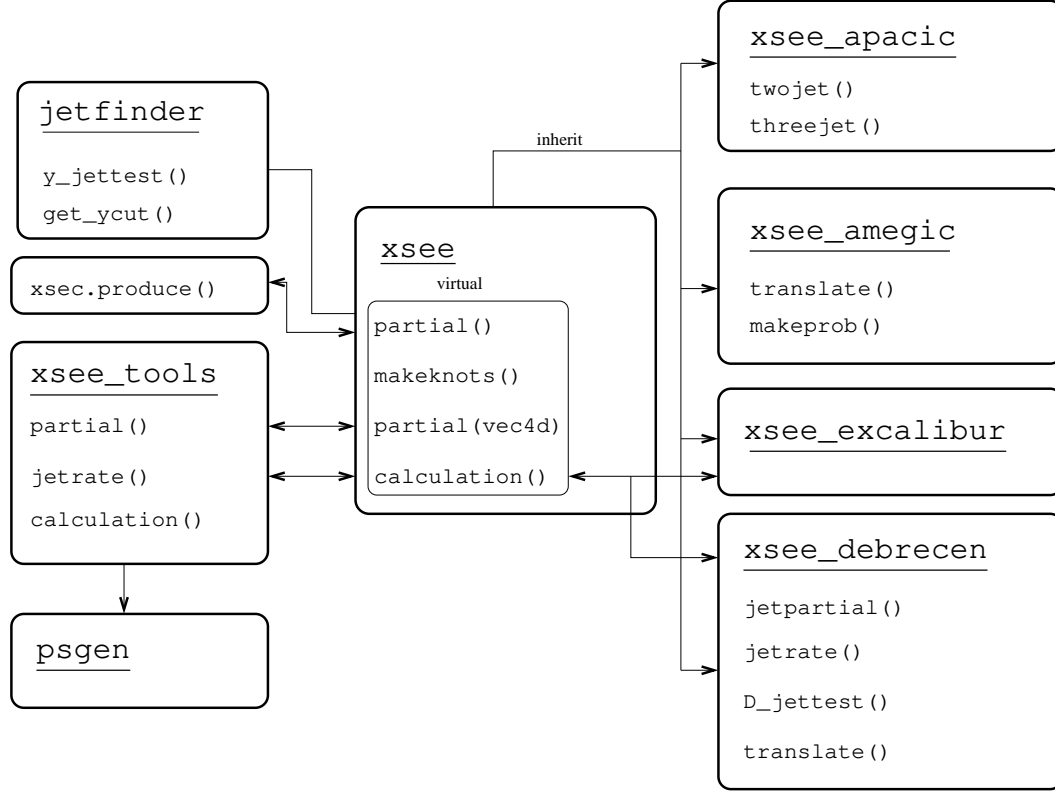 jetfinder
y_jettest()
get_ycut()
xsec.produce()
xsee_tools
partial()
jetrate()
calculation()
psgen
inherit
xsee
virtual
partial()
makeknots()
partial(vec4d)
calculation()
xsee_apacic
twojet()
threejet()
xsee_amegic
translate()
makeprob()
xsee_excalibur
xsee_debrecen
jetpartial()
jetrate()
D_jettest()
translate()